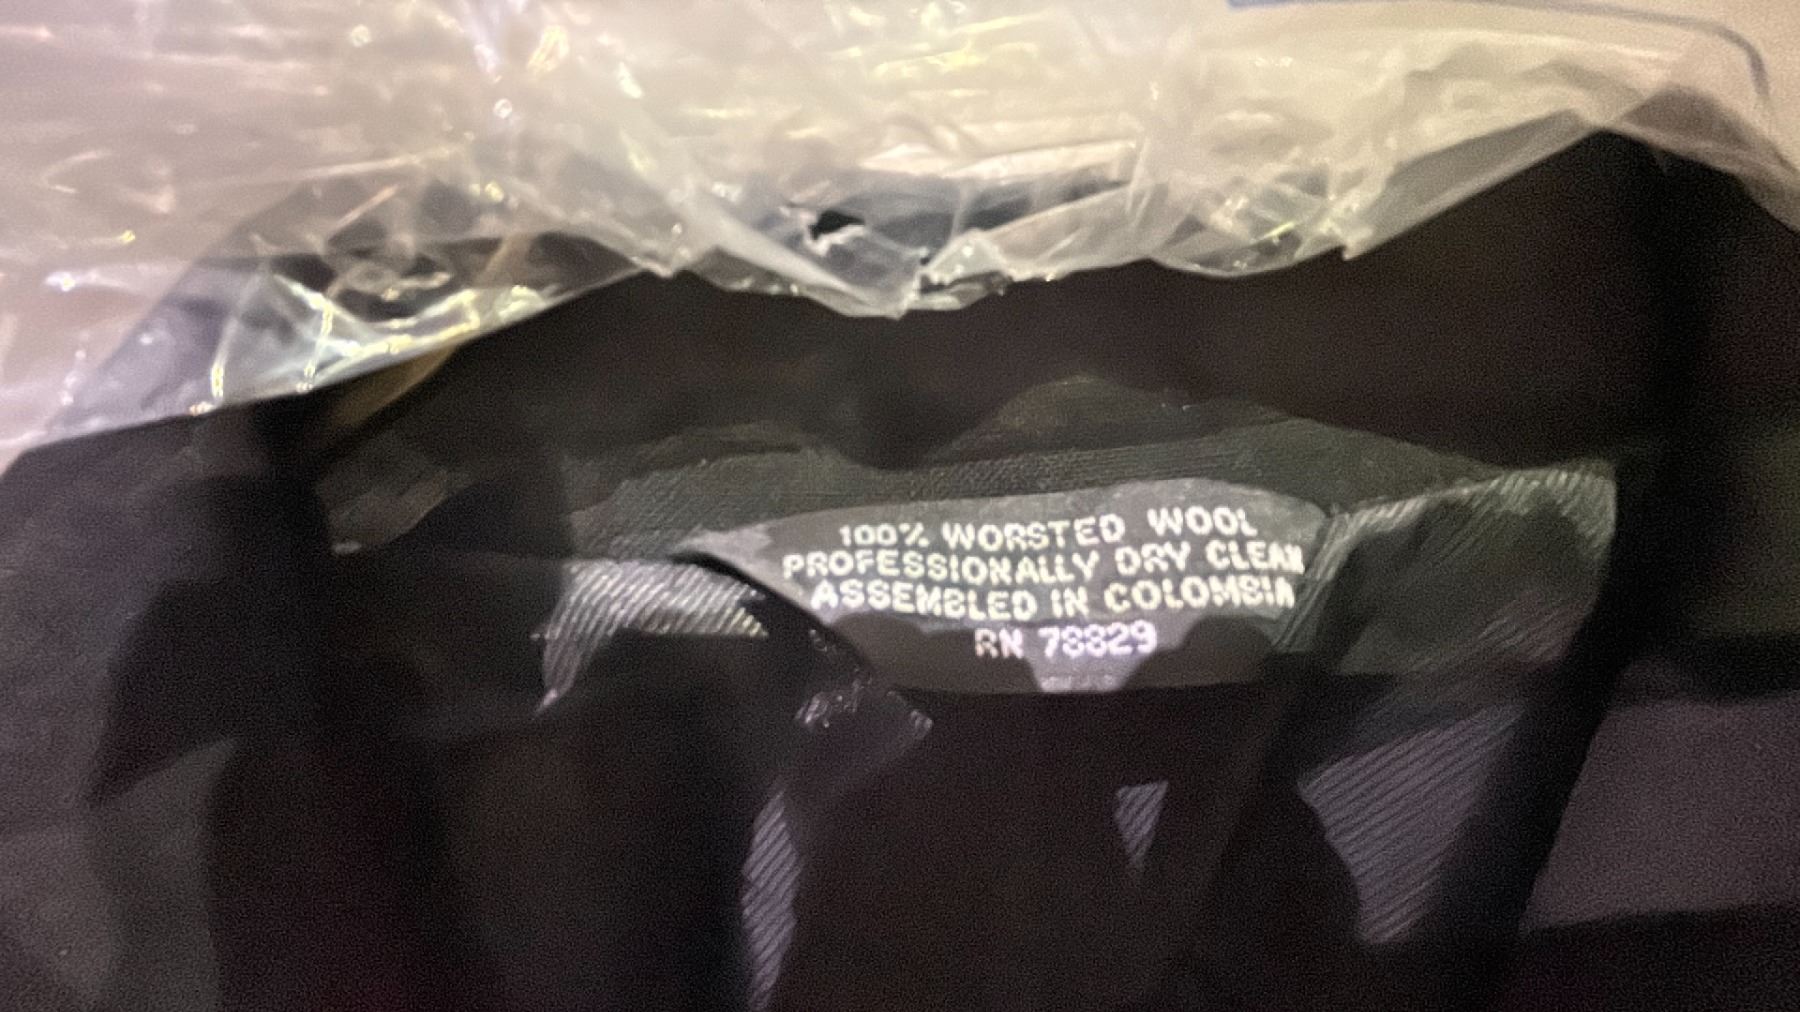 100% WORSTED WOOL
PROFESSIONALLY DRY CLEAN
ASSEMBLED IN COLOMBIA
RN 78829